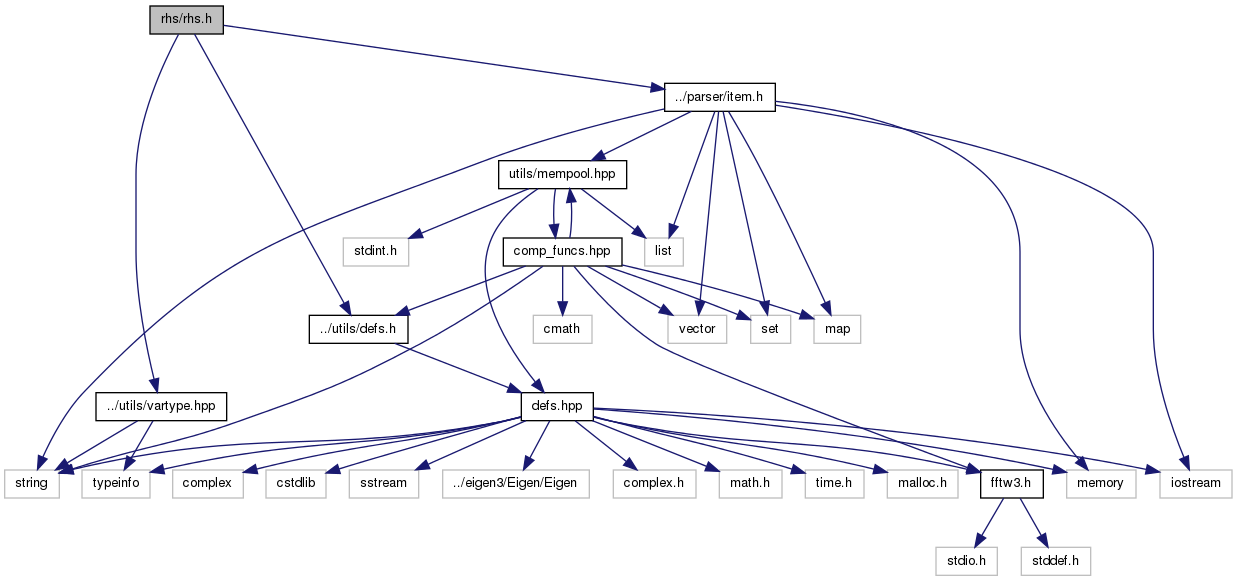 rhs/rhs.h
../parser/item.h
utils/mempool.hpp
stdint.h
comp_funcs.hpp
list
../utils/defs.h
cmath
vector
set
map
../utils/vartype.hpp
defs.hpp
string
typeinfo
complex
cstdlib
sstream
../eigen3/Eigen/Eigen
complex.h
math.h
time.h
malloc.h
fftw3.h
memory
iostream
stdio.h
stddef.h